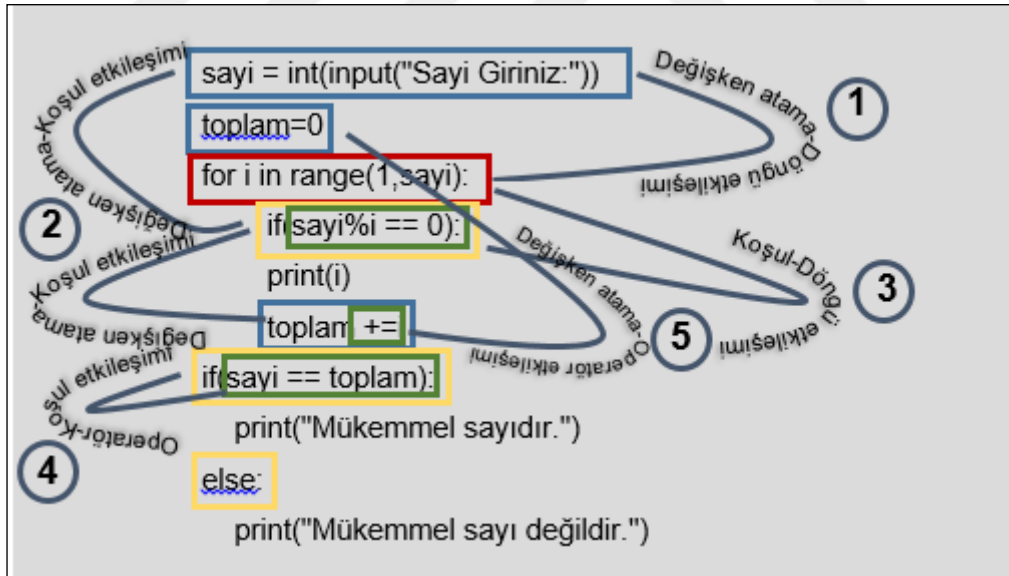 sayi = int(input("Sayi Giriniz:"))
toplam=0
for i in range(1,sayi):
if(sayi%i == 0):
print(i)
toplam +=
if(sayi == toplam):
print("Mükemmel sayıdır.")
else:
print("Mükemmel sayı değildir.")
Değişken atama-Döngü etkileşimi
1
Değişken atama-Koşul etkileşimi
2
Değişken atama-Koşul etkileşimi
Koşul-Döngü etkileşimi
3
Operatör-Koşul etkileşimi
4
Değişken atama-Operatör etkileşimi
5